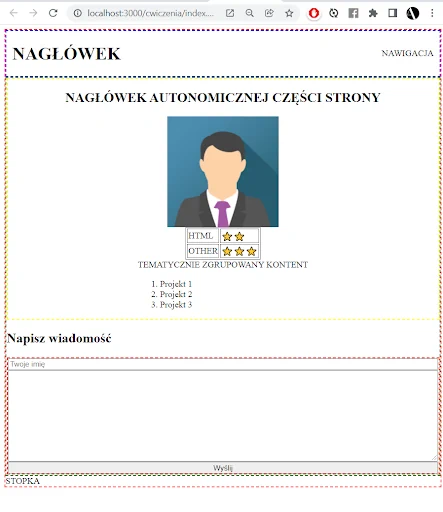 localhost:3000/cwiczenia/index....
NAGŁÓWEK
NAWIGACJA
NAGŁÓWEK AUTONOMICZNEJ CZĘŚCI STRONY
HTML
OTHER
TEMATYCZNIE ZGRUPOWANY KONTENT
1. Projekt 1
2. Projekt 2
3. Projekt 3
Napisz wiadomość
Twoje imię
Wyślij
STOPKA